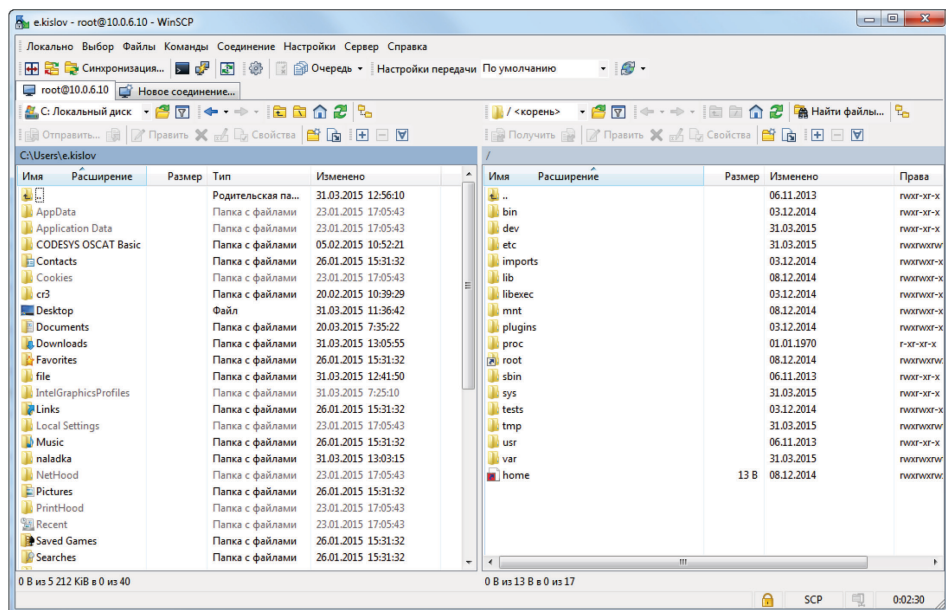 e.kislov - root@10.0.6.10 - WinSCP
Локально Выбор Файлы Команды Соединение Настройки Сервер Справка
Синхронизация... Очередь Настройки передачи По умолчанию
root@10.0.6.10 Новое соединение...
C: Локальный диск / <корень> Найти файлы...
Отправить... Править Свойства Получить Править Свойства
C:\Users\e.kislov /
Имя Расширение Размер Тип Изменено Имя Расширение Размер Изменено Права
.. Родительская па... 31.03.2015 12:56:10 .. 06.11.2013 rwxr-xr-x
AppData Папка с файлами 23.01.2015 17:05:43 bin 03.12.2014 rwxr-xr-x
Application Data Папка с файлами 23.01.2015 17:05:43 dev 31.03.2015 rwxr-xr-x
CODESYS OSCAT Basic Папка с файлами 05.02.2015 10:52:21 etc 31.03.2015 rwxrwxrw
Contacts Папка с файлами 26.01.2015 15:31:32 imports 03.12.2014 rwxrwxr-x
Cookies Папка с файлами 23.01.2015 17:05:43 lib 08.12.2014 rwxrwxr-x
cr3 Папка с файлами 20.02.2015 10:39:29 libexec 03.12.2014 rwxrwxr-x
Desktop Файл 31.03.2015 11:36:42 mnt 08.12.2014 rwxrwxr-x
Documents Папка с файлами 20.03.2015 7:35:22 plugins 03.12.2014 rwxrwxr-x
Downloads Папка с файлами 31.03.2015 13:05:55 proc 01.01.1970 r-xr-xr-x
Favorites Папка с файлами 26.01.2015 15:31:32 root 08.12.2014 rwxrwxrw
file Папка с файлами 31.03.2015 12:41:50 sbin 06.11.2013 rwxr-xr-x
IntelGraphicsProfiles Папка с файлами 31.03.2015 7:25:10 sys 31.03.2015 rwxr-xr-x
Links Папка с файлами 26.01.2015 15:31:32 tests 03.12.2014 rwxrwxr-x
Local Settings Папка с файлами 23.01.2015 17:05:43 tmp 31.03.2015 rwxrwxrw
Music Папка с файлами 26.01.2015 15:31:32 usr 06.11.2013 rwxr-xr-x
naladka Папка с файлами 31.03.2015 13:03:15 var 31.03.2015 rwxrwxrw
NetHood Папка с файлами 23.01.2015 17:05:43 home 13 B 08.12.2014 rwxrwxrw
Pictures Папка с файлами 26.01.2015 15:31:32
PrintHood Папка с файлами 23.01.2015 17:05:43
Recent Папка с файлами 23.01.2015 17:05:43
Saved Games Папка с файлами 26.01.2015 15:31:32
Searches Папка с файлами 26.01.2015 15:31:32
0 B из 5 212 KiB в 0 из 40 0 B из 13 B в 0 из 17
SCP 0:02:30